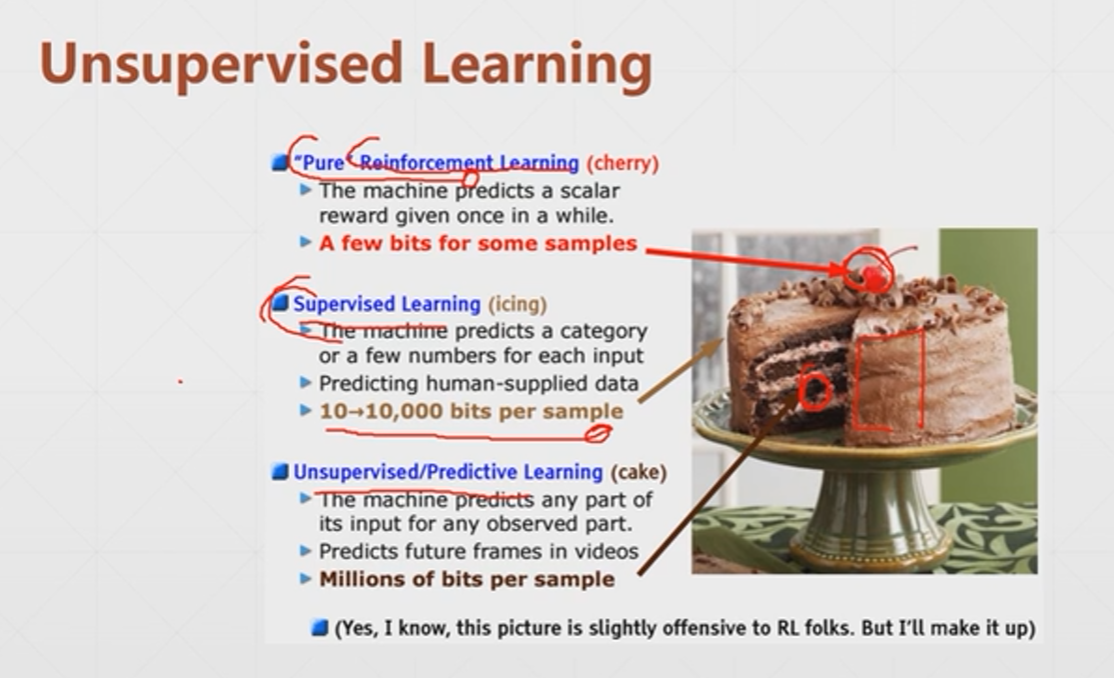 Unsupervised Learning
"Pure" Reinforcement Learning (cherry)
The machine predicts a scalar
reward given once in a while.
A few bits for some samples
Supervised Learning (icing)
The machine predicts a category
or a few numbers for each input
Predicting human-supplied data
10→10,000 bits per sample
Unsupervised/Predictive Learning (cake)
The machine predicts any part of
its input for any observed part.
Predicts future frames in videos
Millions of bits per sample
(Yes, I know, this picture is slightly offensive to RL folks. But I'll make it up)